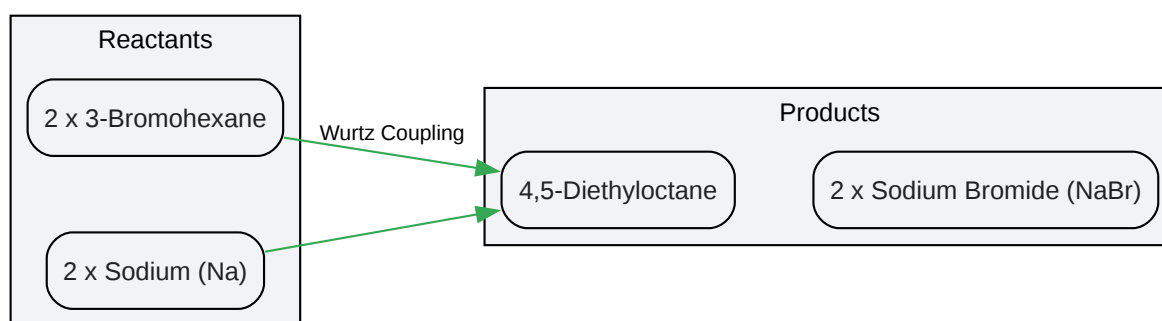 Reactants
2 x 3-Bromohexane
2 x Sodium (Na)
Wurtz Coupling
Products
4,5-Diethyloctane
2 x Sodium Bromide (NaBr)